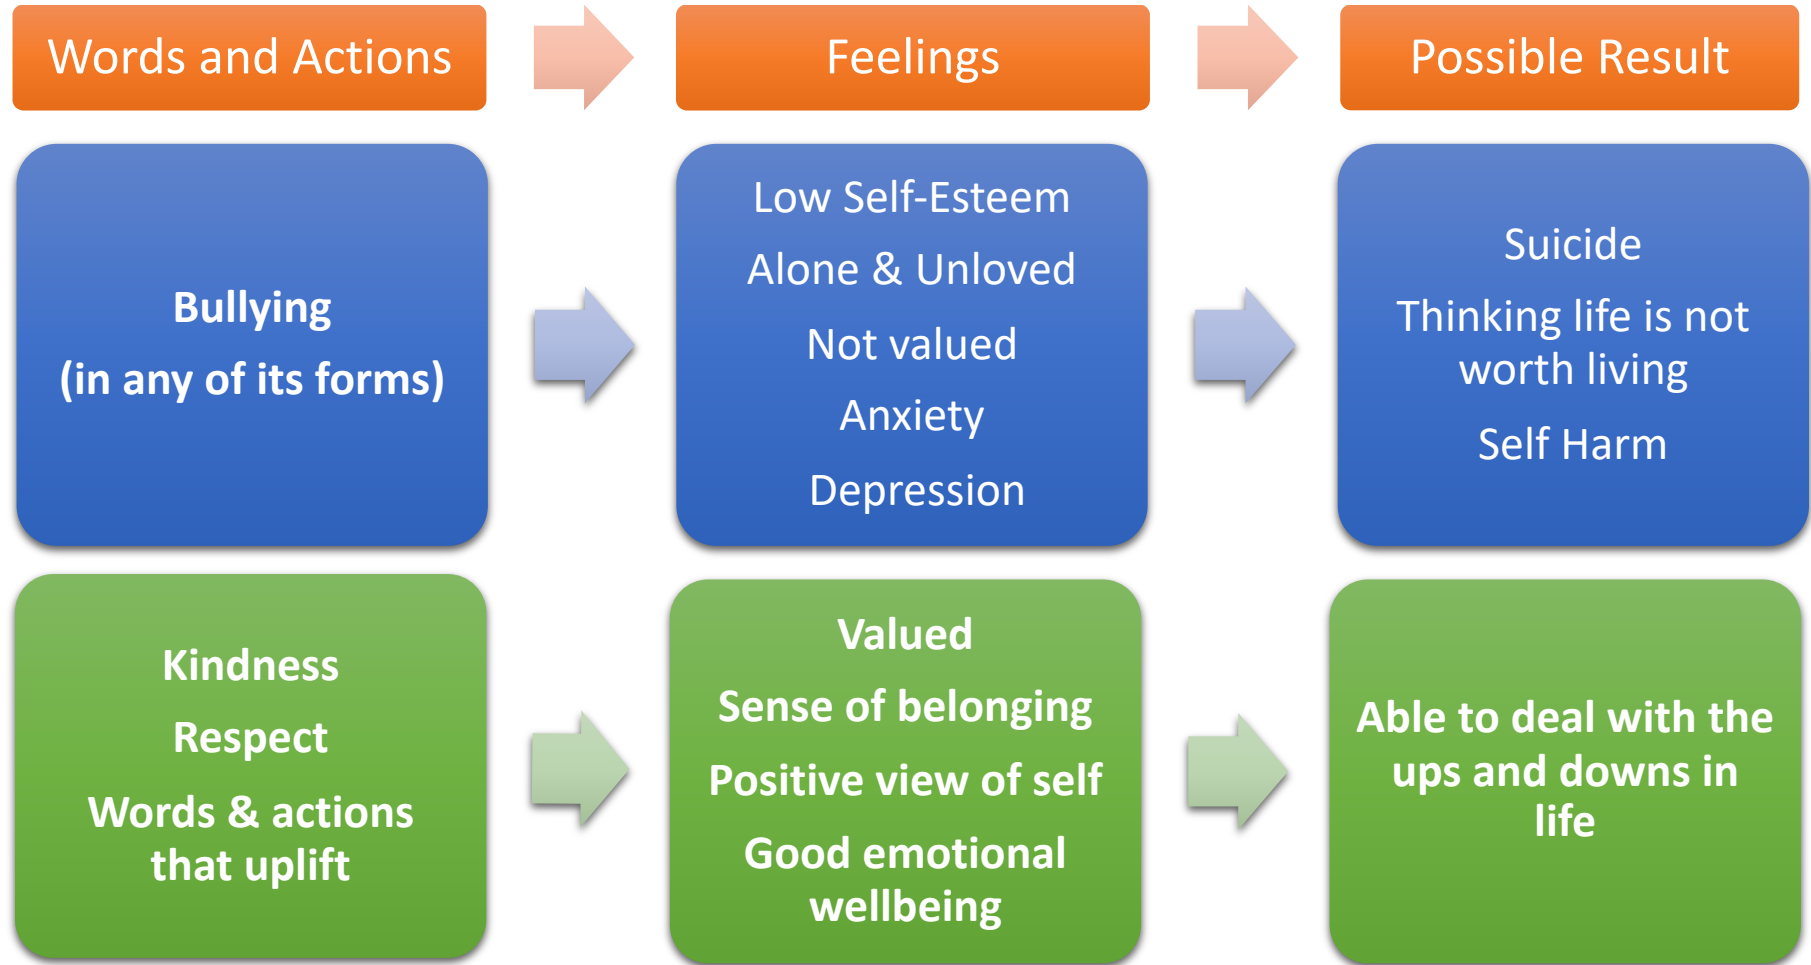 Words and Actions
Feelings
Possible Result
Bullying
(in any of its forms)
Low Self-Esteem
Alone & Unloved
Not valued
Anxiety
Depression
Suicide
Thinking life is not
worth living
Self Harm
Kindness
Respect
Words & actions
that uplift
Valued
Sense of belonging
Positive view of self
Good emotional
wellbeing
Able to deal with the
ups and downs in
life